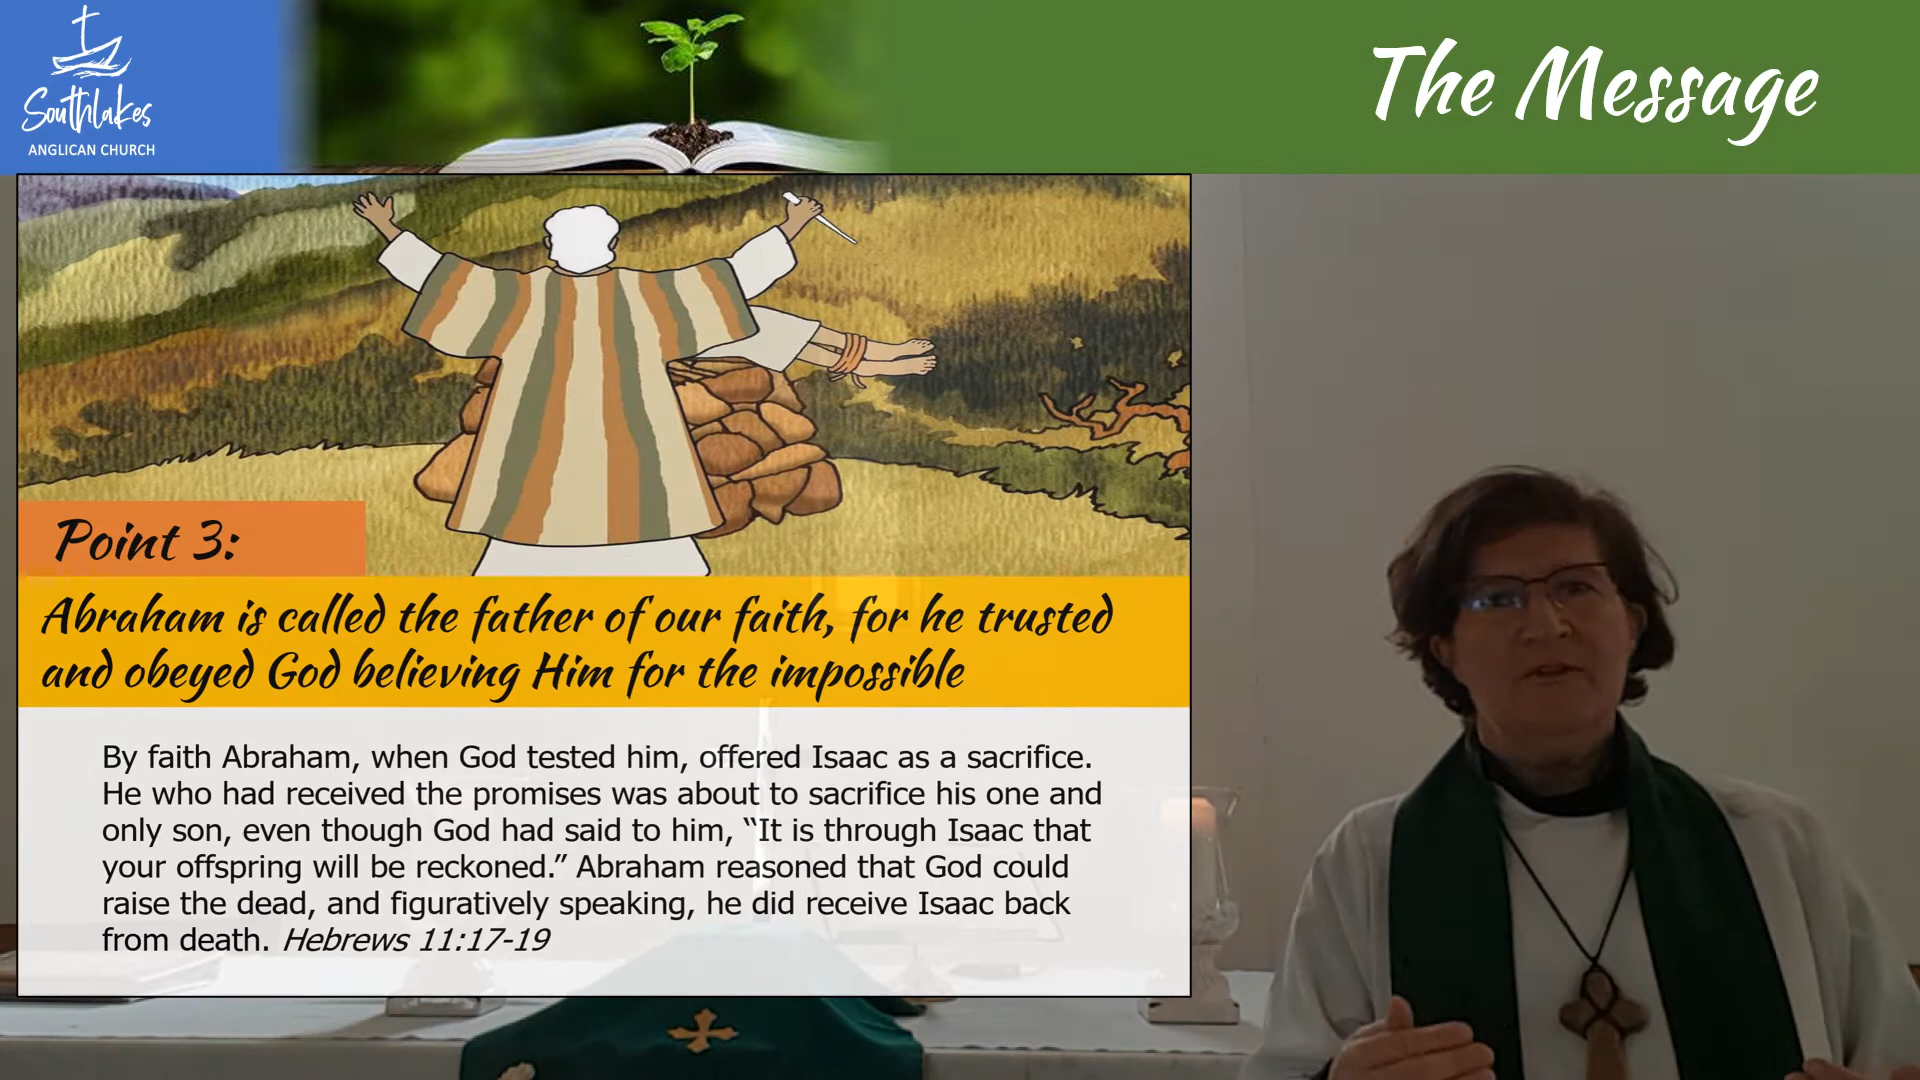 Southlakes
ANGLICAN CHURCH
The Message
Point 3:
Abraham is called the father of our faith, for he trusted
and obeyed God believing Him for the impossible
By faith Abraham, when God tested him, offered Isaac as a sacrifice.
He who had received the promises was about to sacrifice his one and
only son, even though God had said to him, “It is through Isaac that
your offspring will be reckoned.” Abraham reasoned that God could
raise the dead, and figuratively speaking, he did receive Isaac back
from death. Hebrews 11:17-19